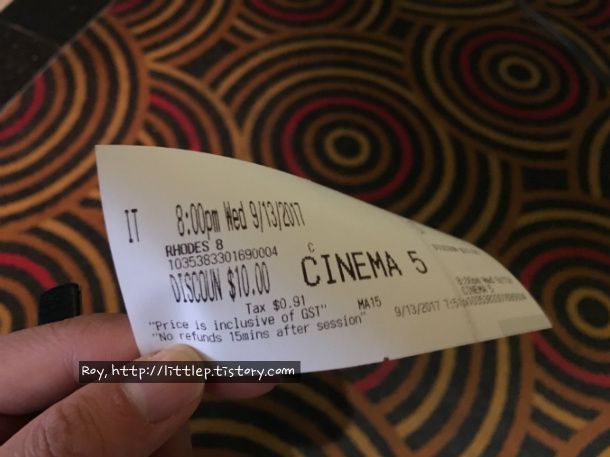 IT
8:00pm Wed 9/13/2017
RHODES 8
1035383301690004
DISCOUN $10.00
C
CINEMA 5
Tax $0.91
MA15
"Price is inclusive of GST"
9/13/2017
"No refunds 15mins after session"
CINEMA 5
Roy, http://littlep.tistory.com/